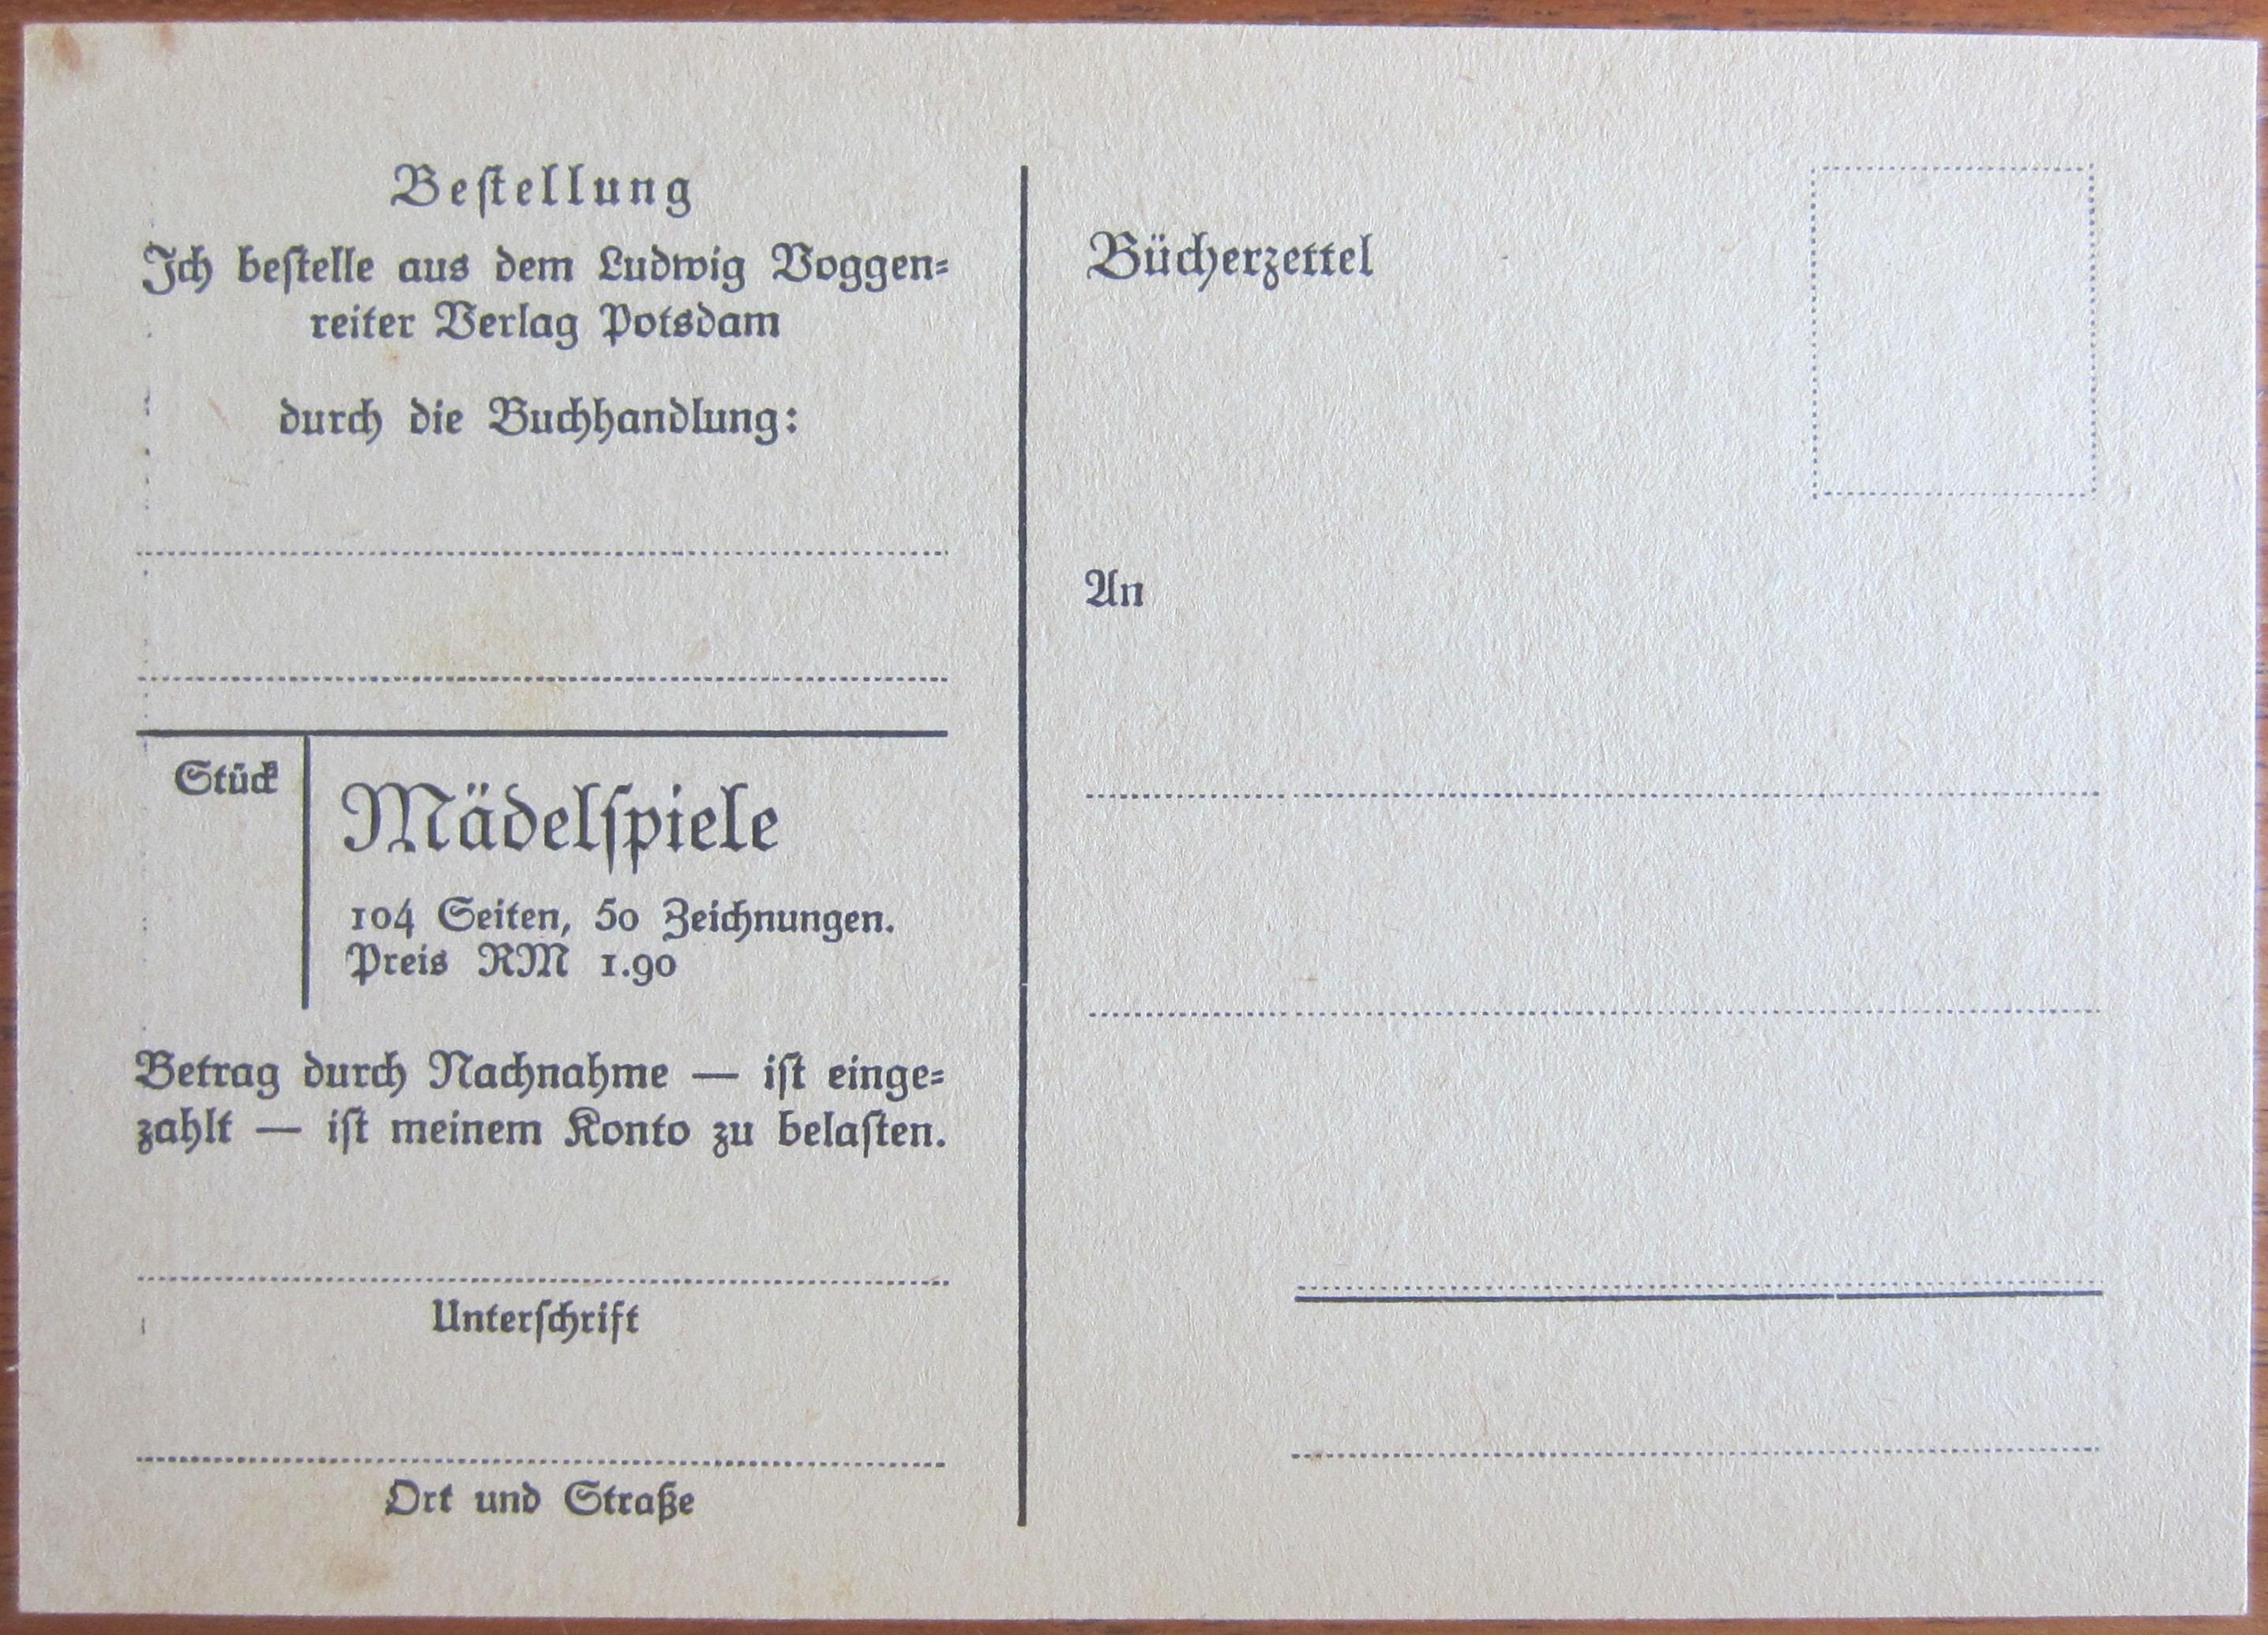 Bestellung
Ich bestelle aus dem Ludwig Voggen=
reiter Verlag Potsdam
durch die Buchhandlung:
Stück
Mädelspiele
104 Seiten, 50 Zeichnungen.
Preis RM 1.90
Betrag durch Nachnahme — ist einge=
zahlt — ist meinem Konto zu belasten.
Unterschrift
Ort und Straße
Bücherzettel
An